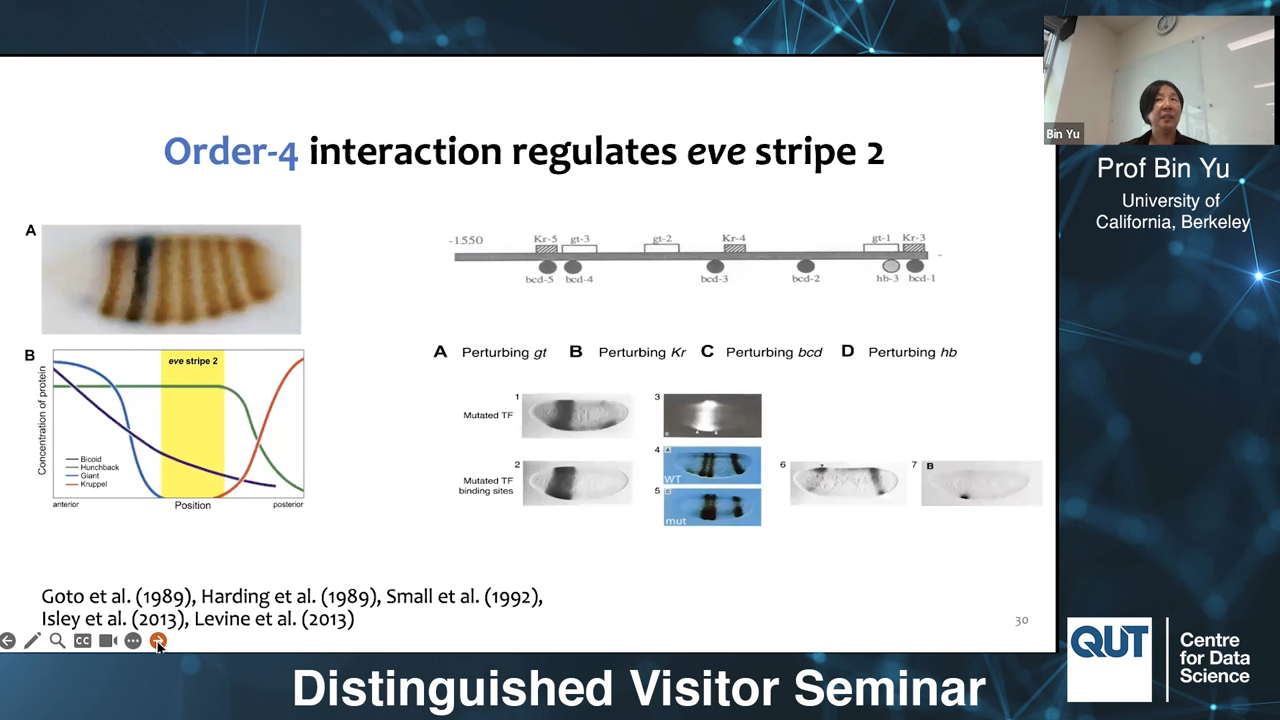 Order-4 interaction regulates eve stripe 2
A
B
eve stripe 2
Concentration of protein
Bicoid
Hunchback
Giant
Kruppel
anterior
Position
posterior
-1550
Kr-5
gt-3
gt-2
Kr-4
gt-1
Kr-3
bcd-5
bcd-4
bcd-3
bcd-2
hb-3
bcd-1
A Perturbing gt
B Perturbing Kr
C Perturbing bcd
D Perturbing hb
Mutated TF
1
3
4
A
WT
Mutated TF
binding sites
2
5
C
mut
6
7
B
Goto et al. (1989), Harding et al. (1989), Small et al. (1992),
Isley et al. (2013), Levine et al. (2013)
30
CC
Bin Yu
Prof Bin Yu
University of
California, Berkeley
QUT
Centre
for Data
Science
Distinguished Visitor Seminar